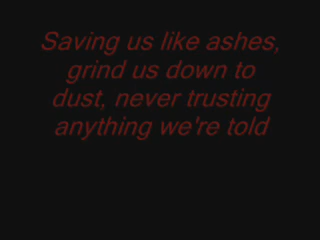 Saving us like ashes,
grind us down to
dust, never trusting
anything we're told